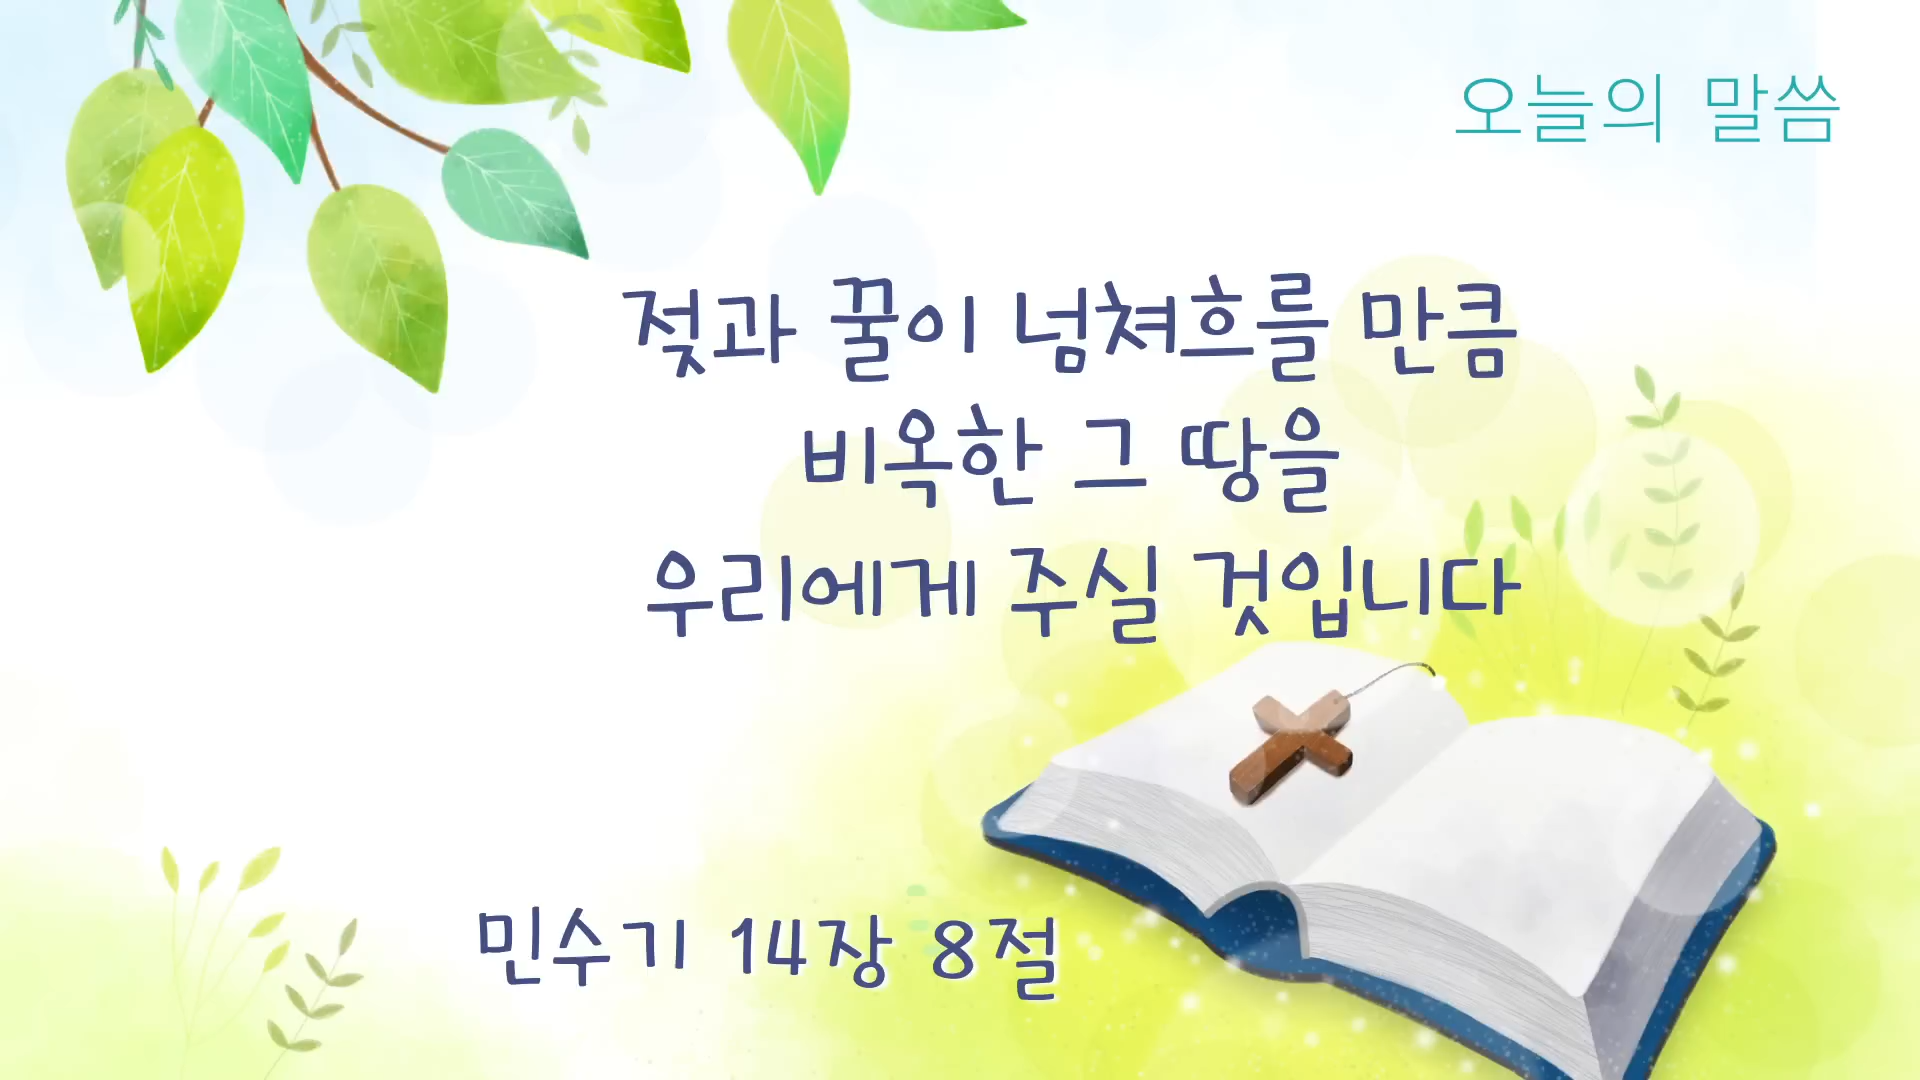 오늘의 말씀
젖과 꿀이 넘쳐흐를 만큼
비옥한 그 땅을
우리에게 주실 것입니다
민수기 14장 8절